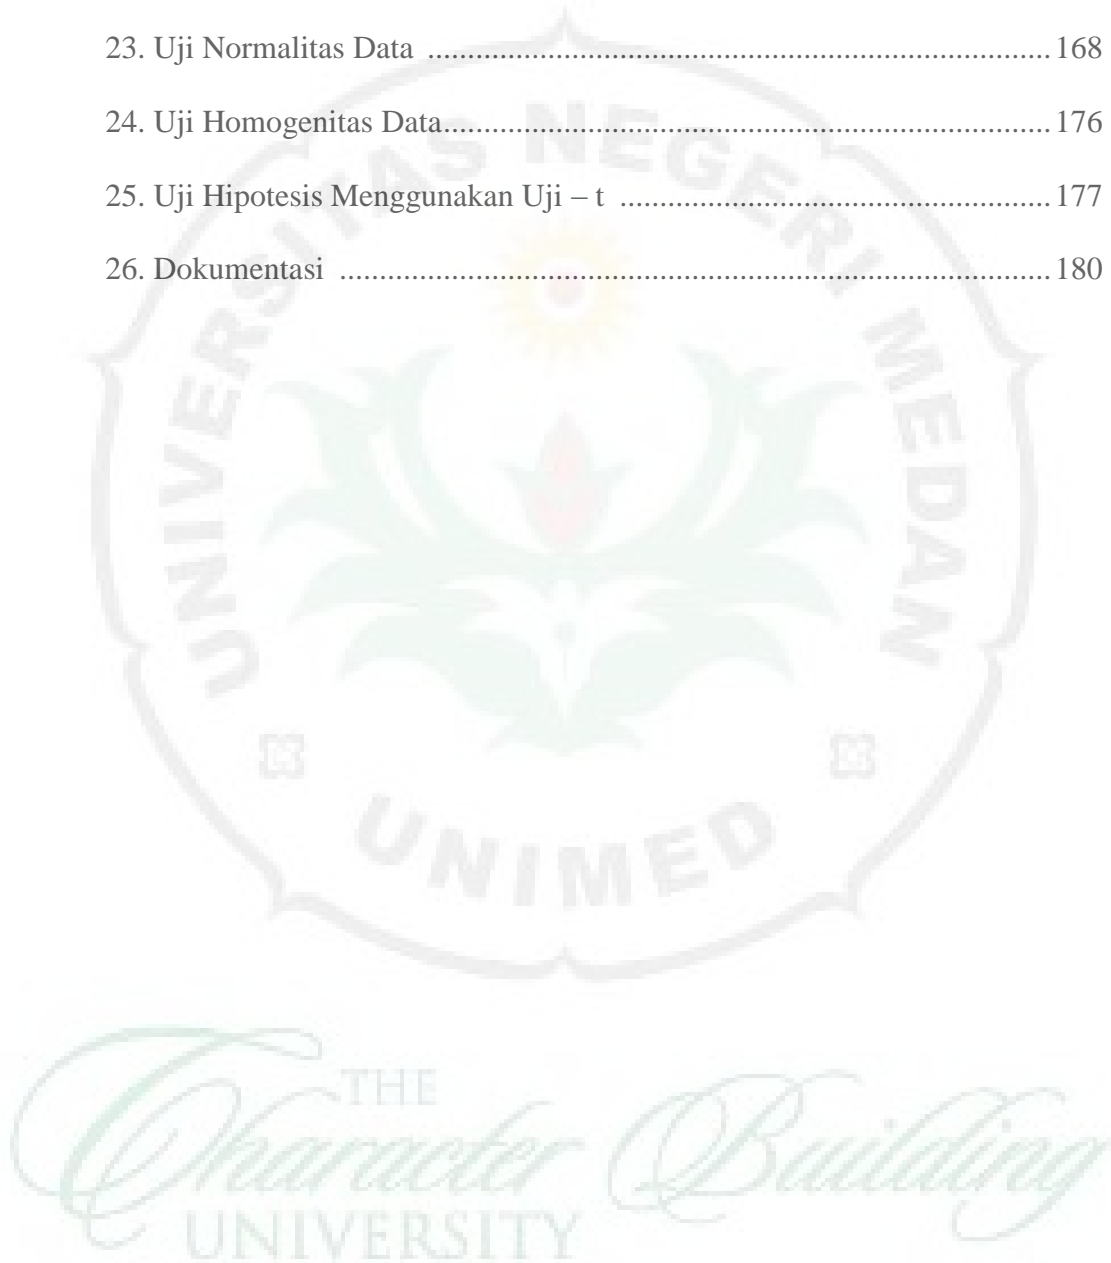 23. Uji Normalitas Data ........................................................................... 168
24. Uji Homogenitas Data........................................................................... 176
25. Uji Hipotesis Menggunakan Uji – t ..................................................... 177
26. Dokumentasi ........................................................................................ 180
UNIVERSITAS NEGERI MEDAN
UNIMED
THE
Character Building
UNIVERSITY